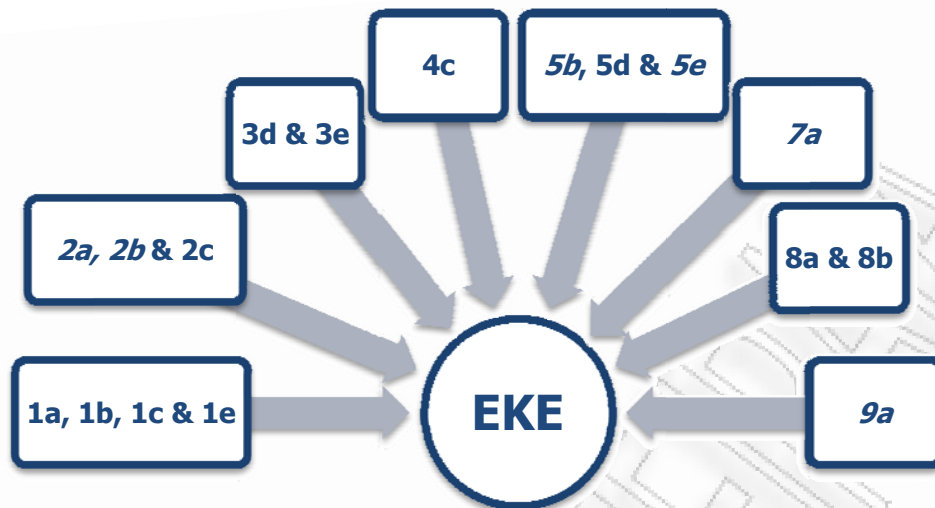 4c
5b, 5d & 5e
3d & 3e
7a
2a, 2b & 2c
8a & 8b
1a, 1b, 1c & 1e
EKE
9a